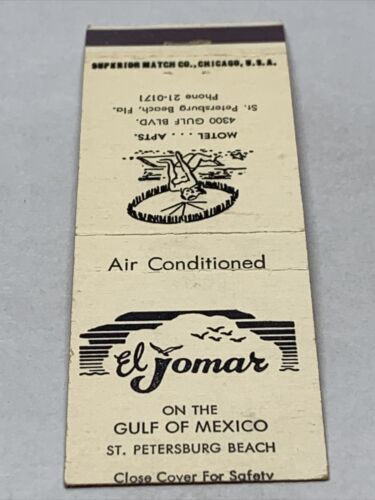 SUPERIOR MATCH CO., CHICAGO, U.S.A.
MOTEL .... APTS.
4300 GULF BLVD.
St. Petersburg Beach, Fla.
Phone 21-0171
Air Conditioned
El Jomar
ON THE
GULF OF MEXICO
ST. PETERSBURG BEACH
Close Cover For Safety